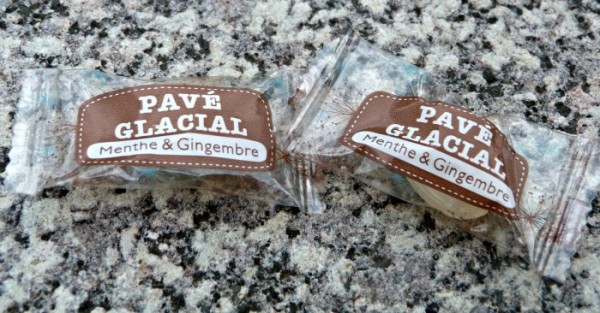 PAVÉ
GLACIAL
Menthe & Gingembre
PAVÉ
GLACIAL
Menthe & Gingembre